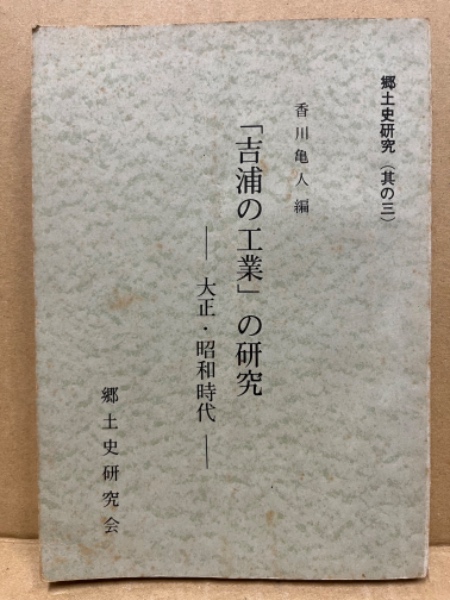 郷土史研究（其の三）
香川亀人編
「吉浦の工業」の研究
―― 大正・昭和時代 ――
郷土史研究会